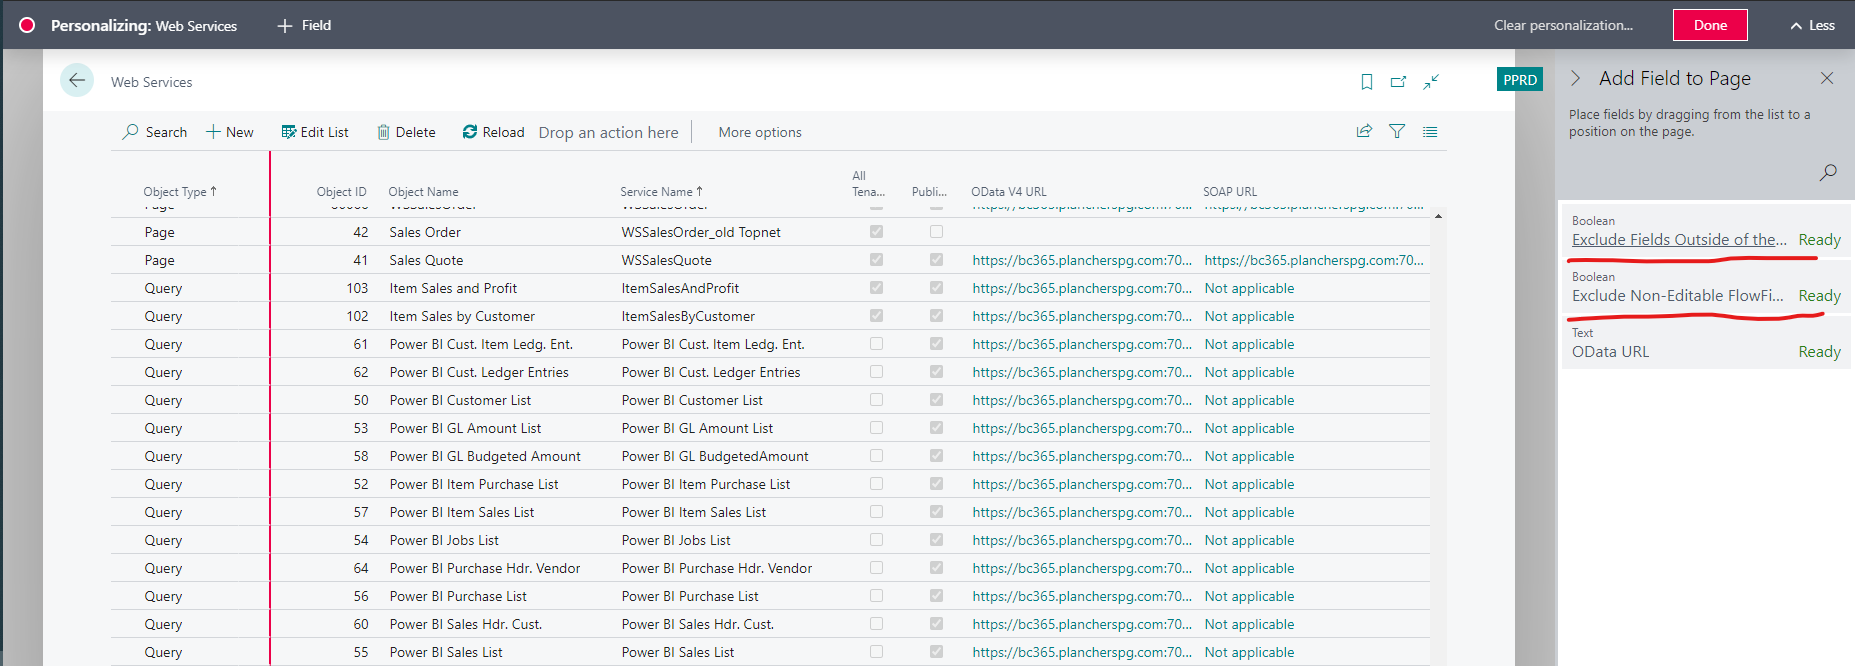 Personalizing: Web Services
Field
Clear personalization...
Done
Less
Web Services
PPRD
Search
New
Edit List
Delete
Reload
Drop an action here
More options
Object Type ↑ Object ID Object Name Service Name ↑ All Tena... Publi... OData V4 URL SOAP URL
Page 42 Sales Order WSSalesOrder_old Topnet
Page 41 Sales Quote WSSalesQuote https://bc365.plancherspg.com:70... https://bc365.plancherspg.com:70...
Query 103 Item Sales and Profit ItemSalesAndProfit https://bc365.plancherspg.com:70... Not applicable
Query 102 Item Sales by Customer ItemSalesByCustomer https://bc365.plancherspg.com:70... Not applicable
Query 61 Power BI Cust. Item Ledg. Ent. Power BI Cust. Item Ledg. Ent. https://bc365.plancherspg.com:70... Not applicable
Query 62 Power BI Cust. Ledger Entries Power BI Cust. Ledger Entries https://bc365.plancherspg.com:70... Not applicable
Query 50 Power BI Customer List Power BI Customer List https://bc365.plancherspg.com:70... Not applicable
Query 53 Power BI GL Amount List Power BI GL Amount List https://bc365.plancherspg.com:70... Not applicable
Query 58 Power BI GL Budgeted Amount Power BI GL BudgetedAmount https://bc365.plancherspg.com:70... Not applicable
Query 52 Power BI Item Purchase List Power BI Item Purchase List https://bc365.plancherspg.com:70... Not applicable
Query 57 Power BI Item Sales List Power BI Item Sales List https://bc365.plancherspg.com:70... Not applicable
Query 54 Power BI Jobs List Power BI Jobs List https://bc365.plancherspg.com:70... Not applicable
Query 64 Power BI Purchase Hdr. Vendor Power BI Purchase Hdr. Vendor https://bc365.plancherspg.com:70... Not applicable
Query 56 Power BI Purchase List Power BI Purchase List https://bc365.plancherspg.com:70... Not applicable
Query 60 Power BI Sales Hdr. Cust. Power BI Sales Hdr. Cust. https://bc365.plancherspg.com:70... Not applicable
Query 55 Power BI Sales List Power BI Sales List https://bc365.plancherspg.com:70... Not applicable
Add Field to Page
Place fields by dragging from the list to a
position on the page.
Boolean
Exclude Fields Outside of the... Ready
Boolean
Exclude Non-Editable FlowFi... Ready
Text
OData URL Ready